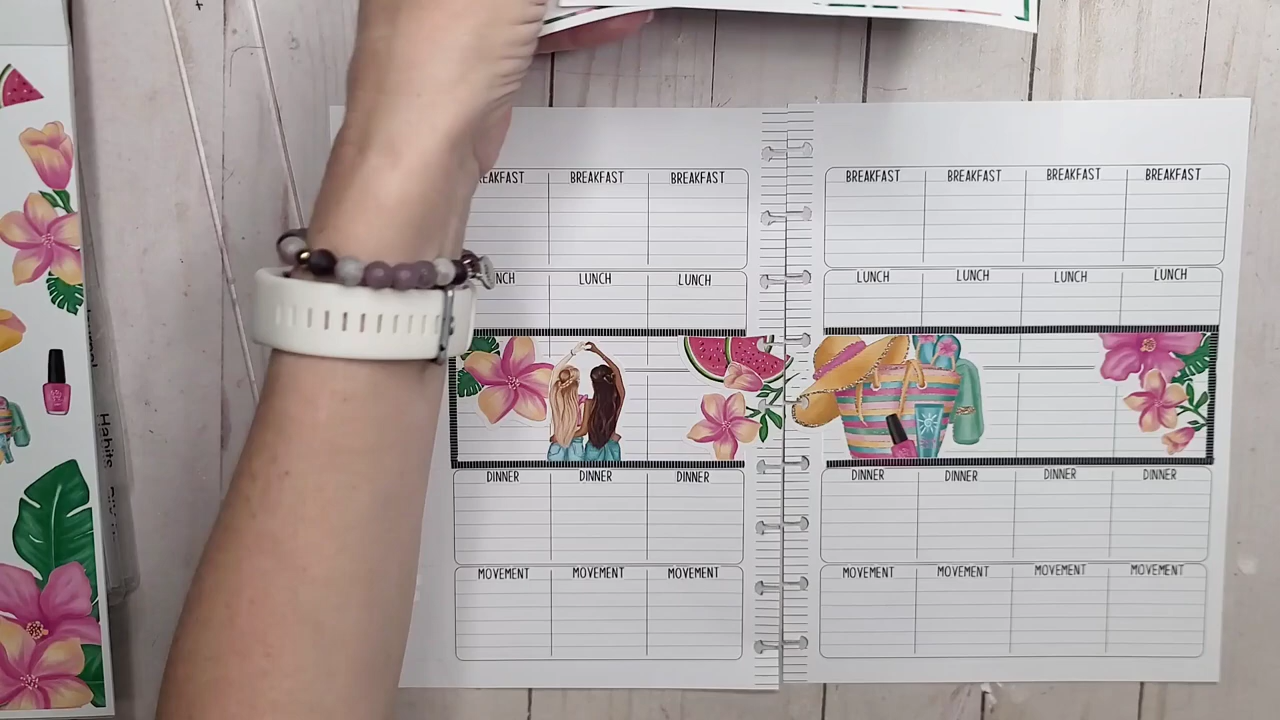 BREAKFAST BREAKFAST BREAKFAST BREAKFAST BREAKFAST BREAKFAST
LUNCH LUNCH LUNCH LUNCH LUNCH LUNCH
DINNER DINNER DINNER DINNER DINNER DINNER DINNER
MOVEMENT MOVEMENT MOVEMENT MOVEMENT MOVEMENT MOVEMENT MOVEMENT
Habits